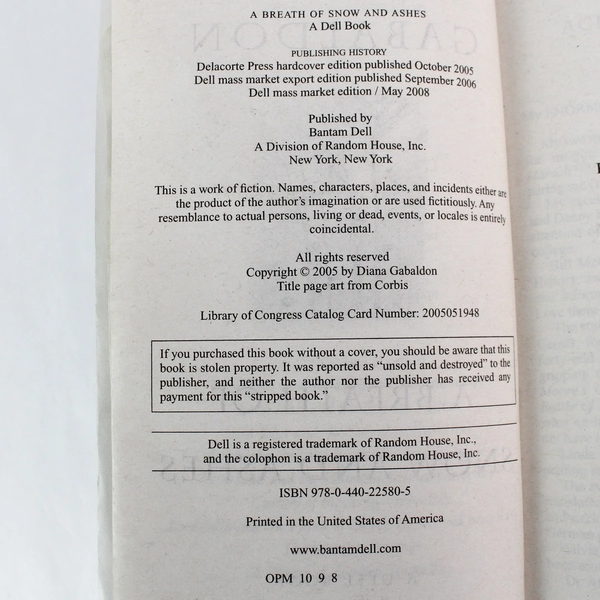 A BREATH OF SNOW AND ASHES
A Dell Book
PUBLISHING HISTORY
Delacorte Press hardcover edition published October 2005
Dell mass market export edition published September 2006
Dell mass market edition / May 2008
Published by
Bantam Dell
A Division of Random House, Inc.
New York, New York
This is a work of fiction. Names, characters, places, and incidents either are
the product of the author's imagination or are used fictitiously. Any
resemblance to actual persons, living or dead, events, or locales is entirely
coincidental.
All rights reserved
Copyright © 2005 by Diana Gabaldon
Title page art from Corbis
Library of Congress Catalog Card Number: 2005051948
If you purchased this book without a cover, you should be aware that this
book is stolen property. It was reported as “unsold and destroyed” to the
publisher, and neither the author nor the publisher has received any
payment for this “stripped book.”
Dell is a registered trademark of Random House, Inc.,
and the colophon is a trademark of Random House, Inc.
ISBN 978-0-440-22580-5
Printed in the United States of America
www.bantamdell.com
OPM 10 9 8